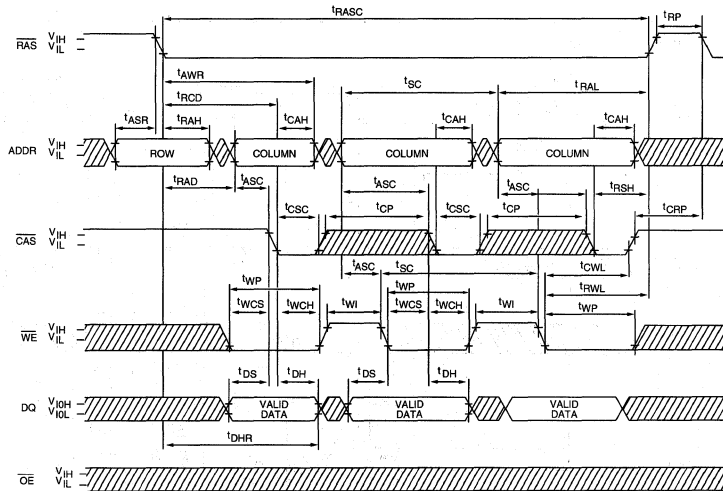 tRASC
tRP
RAS VIH
VIL
tAWR
tSC
tRAL
tRCD
tASR
tRAH
tCAH
tCAH
tCAH
ADDR VIH
VIL
ROW
COLUMN
COLUMN
COLUMN
tRAD
tASC
tASC
tASC
tRSH
tCSC
tCP
tCSC
tCP
tCRP
CAS VIH
VIL
tASC
tSC
tCWL
tWP
tWP
tRWL
tWCS
tWCH
tWI
tWCS
tWCH
tWI
tWP
WE VIH
VIL
tDS
tDH
tDS
tDH
DQ VIOH
VIOL
VALID
DATA
VALID
DATA
VALID
DATA
tDHR
OE VIH
VIL